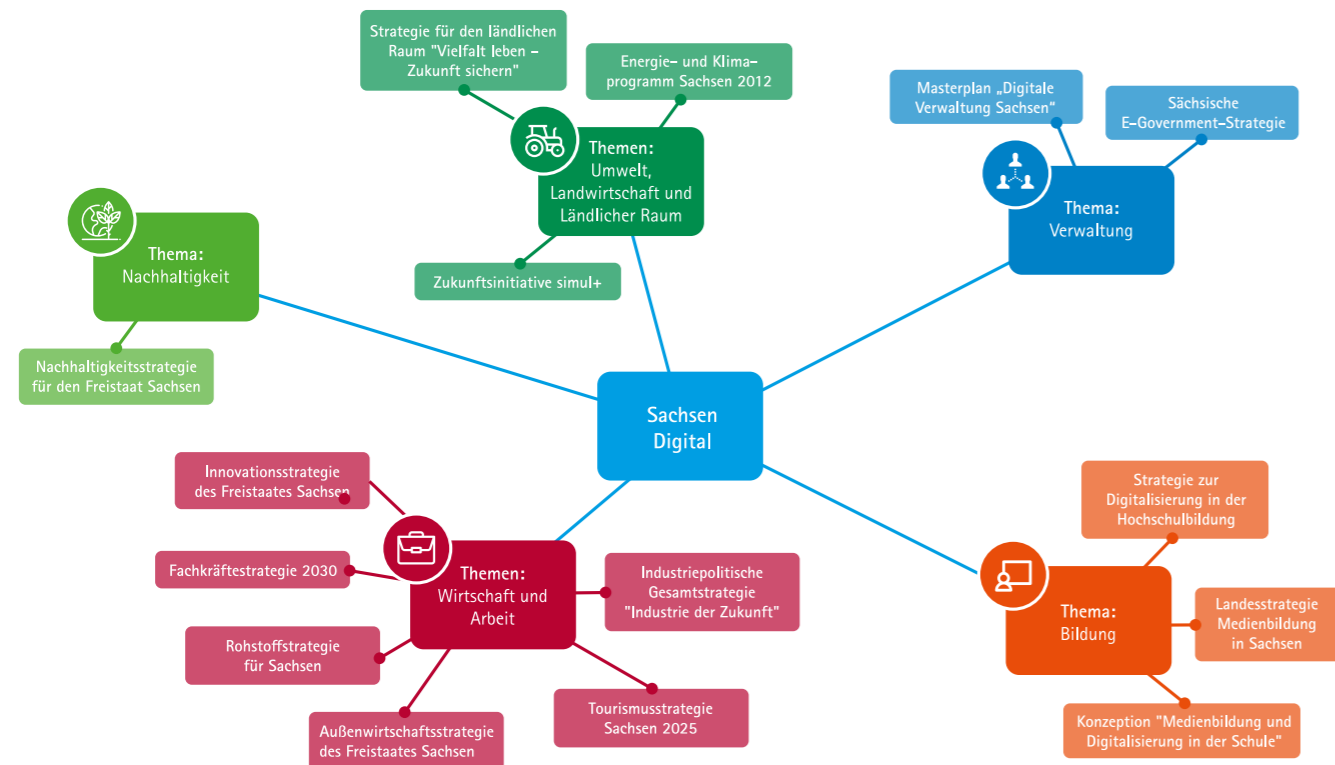 Strategie für den ländlichen
Raum "Vielfalt leben –
Zukunft sichern"
Energie- und Klima-
programm Sachsen 2012
Themen:
Umwelt,
Landwirtschaft und
Ländlicher Raum
Zukunftsinitiative simul+
Masterplan „Digitale
Verwaltung Sachsen“
Sächsische
E-Government-Strategie
Thema:
Verwaltung
Thema:
Nachhaltigkeit
Nachhaltigkeitsstrategie
für den Freistaat Sachsen
Sachsen
Digital
Innovationsstrategie
des Freistaates Sachsen
Fachkräftestrategie 2030
Themen:
Wirtschaft und
Arbeit
Industriepolitische
Gesamtstrategie
"Industrie der Zukunft"
Rohstoffstrategie
für Sachsen
Außenwirtschaftsstrategie
des Freistaates Sachsen
Tourismusstrategie
Sachsen 2025
Strategie zur
Digitalisierung in der
Hochschulbildung
Thema:
Bildung
Landesstrategie
Medienbildung
in Sachsen
Konzeption "Medienbildung und
Digitalisierung in der Schule"